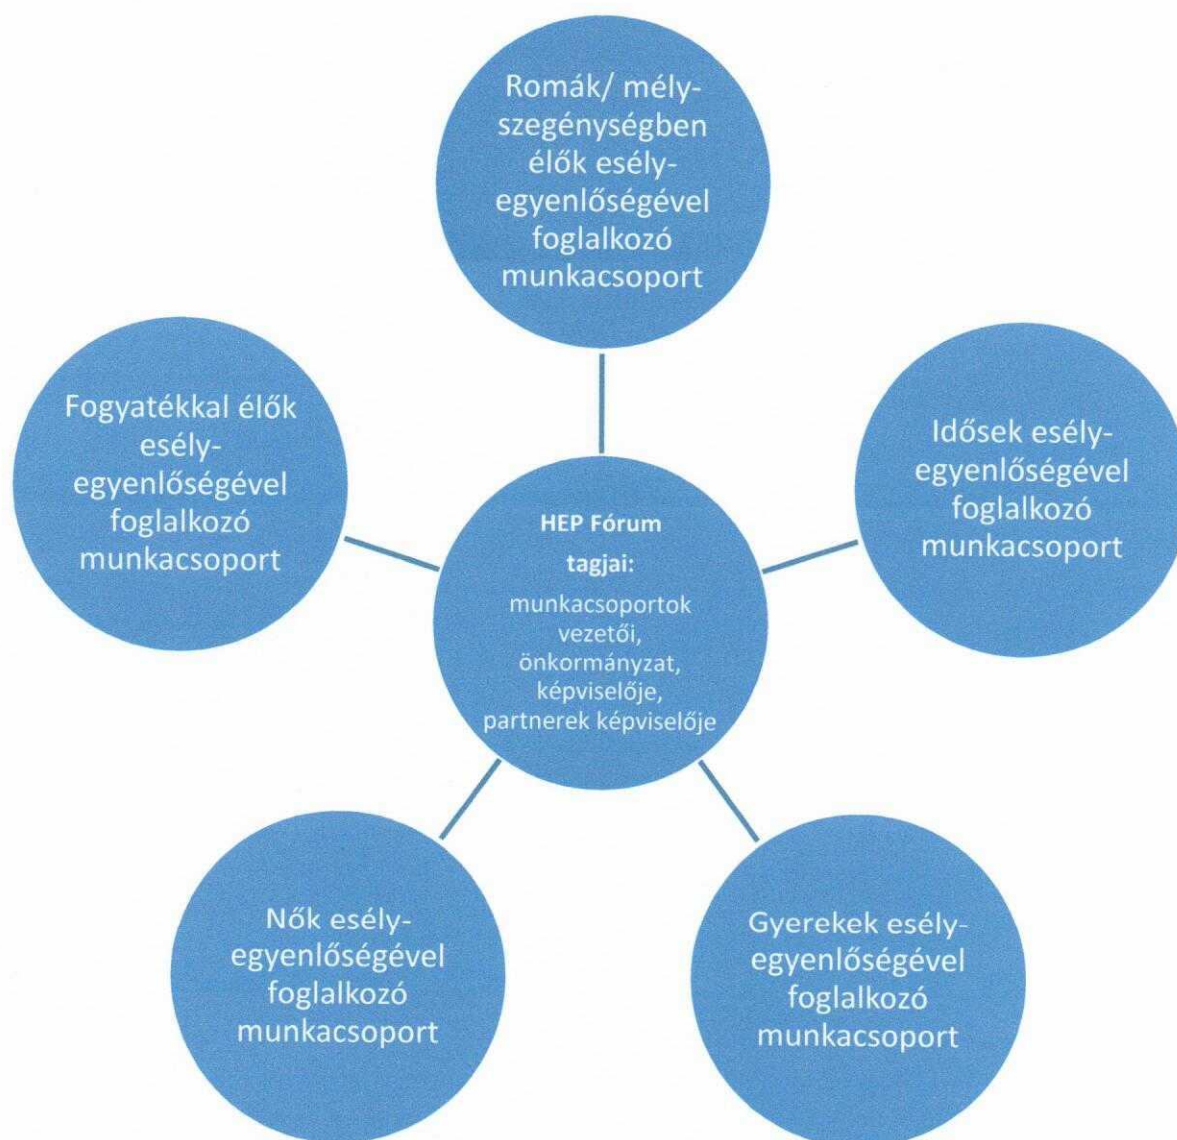 Romák/ mély-
szegénységben
élők esély-
egyenlőségével
foglalkozó
munkacsoport
Fogyatékkal élők
esély-
egyenlőségével
foglalkozó
munkacsoport
Idősek esély-
egyenlőségével
foglalkozó
munkacsoport
HEP Fórum
tagjai:
munkacsoportok
vezetői,
önkormányzat,
képviselője,
partnerek képviselője
Nők esély-
egyenlőségével
foglalkozó
munkacsoport
Gyerekek esély-
egyenlőségével
foglalkozó
munkacsoport